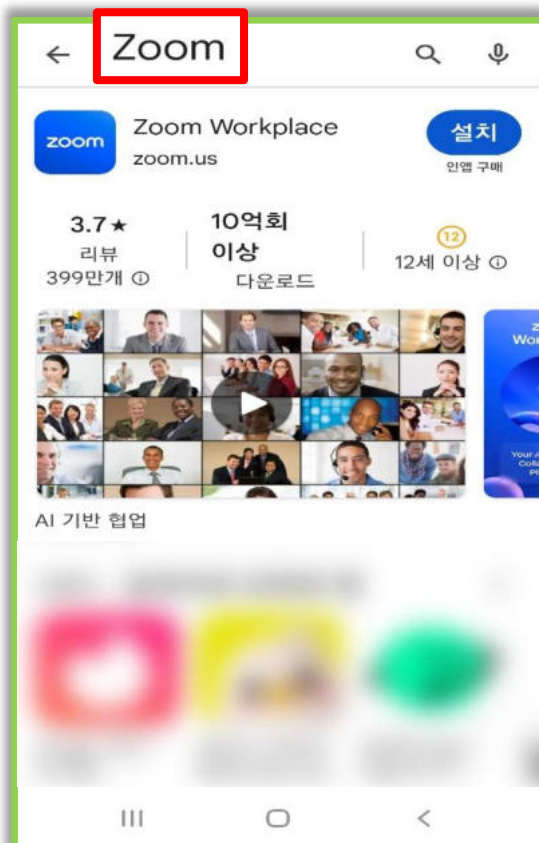 Zoom
zoom
Zoom Workplace
zoom.us
설치
인앱 구매
3.7★
리뷰
399만개 ⓘ
10억회
이상
다운로드
12
12세 이상 ⓘ
AI 기반 협업